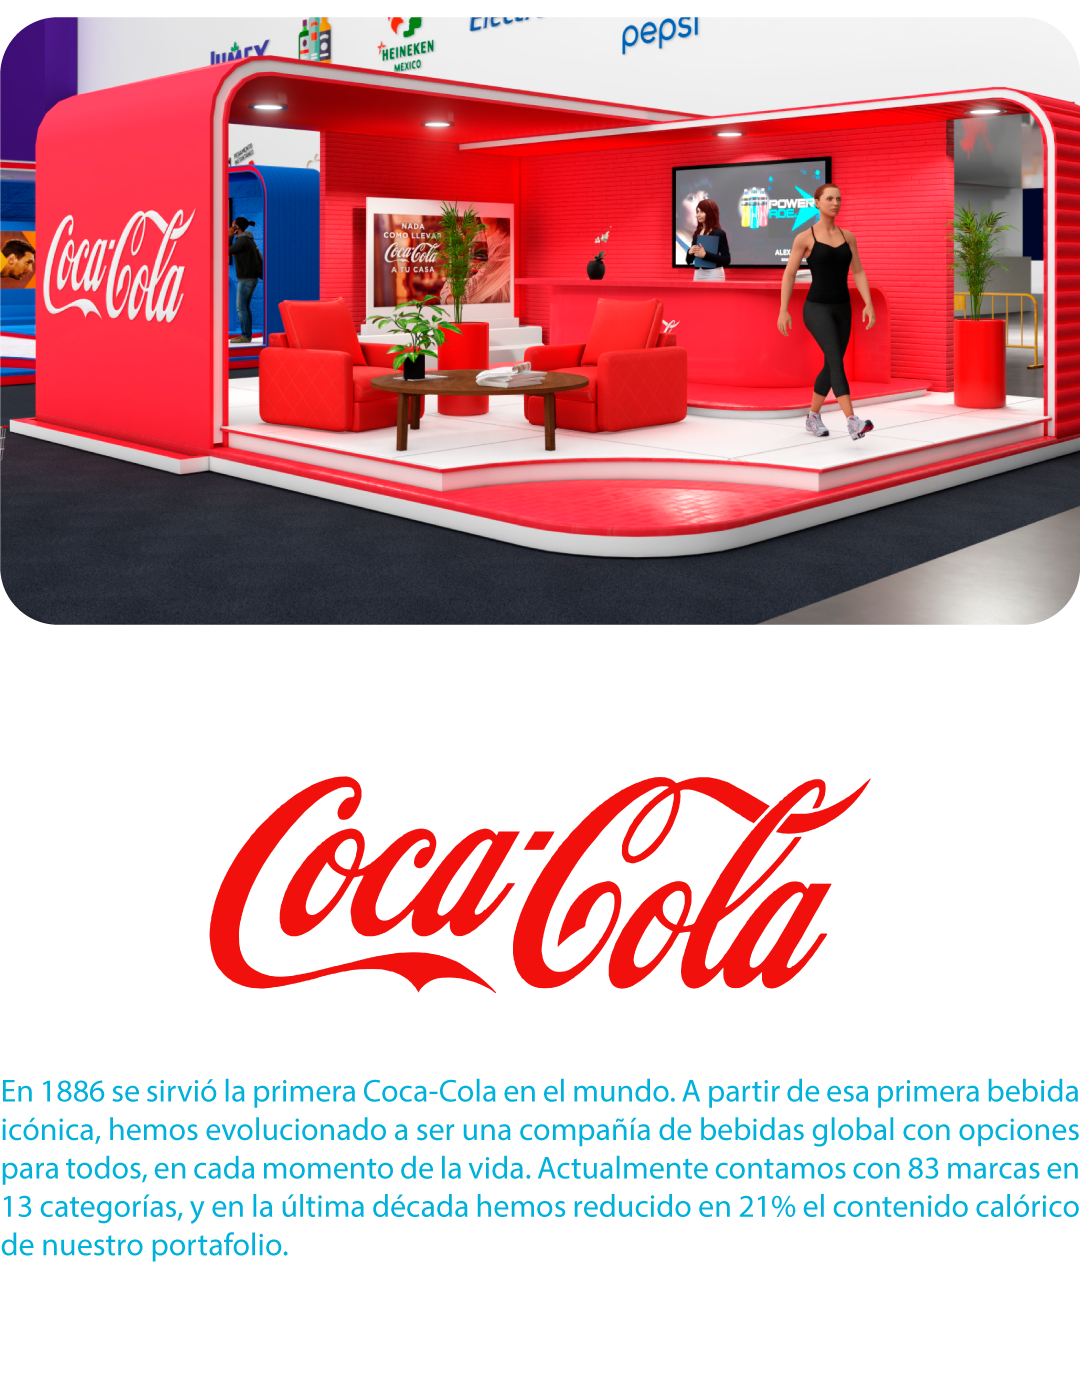 JUMEX
HEINEKEN
MEXICO
pepsi
Coca-Cola
NADA
COMO LLEVAR
Coca-Cola
A TU CASA
POWER
ADE
ALEX
Coca-Cola
En 1886 se sirvió la primera Coca-Cola en el mundo. A partir de esa primera bebida
icónica, hemos evolucionado a ser una compañía de bebidas global con opciones
para todos, en cada momento de la vida. Actualmente contamos con 83 marcas en
13 categorías, y en la última década hemos reducido en 21% el contenido calórico
de nuestro portafolio.